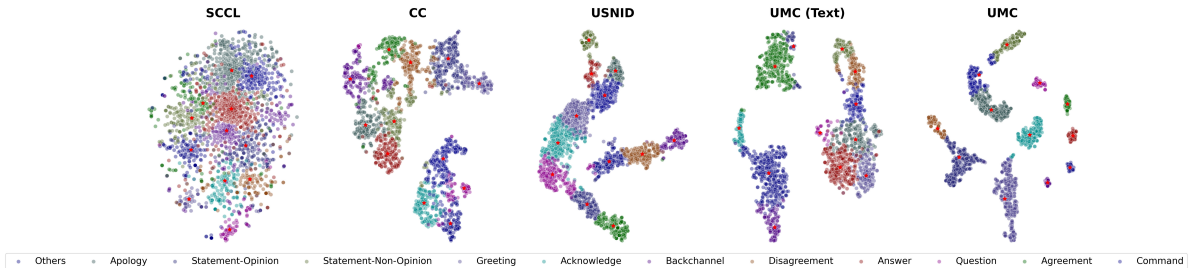 SCCL CC USNID UMC (Text) UMC
Others Apology Statement-Opinion Statement-Non-Opinion Greeting Acknowledge Backchannel Disagreement Answer Question Agreement Command